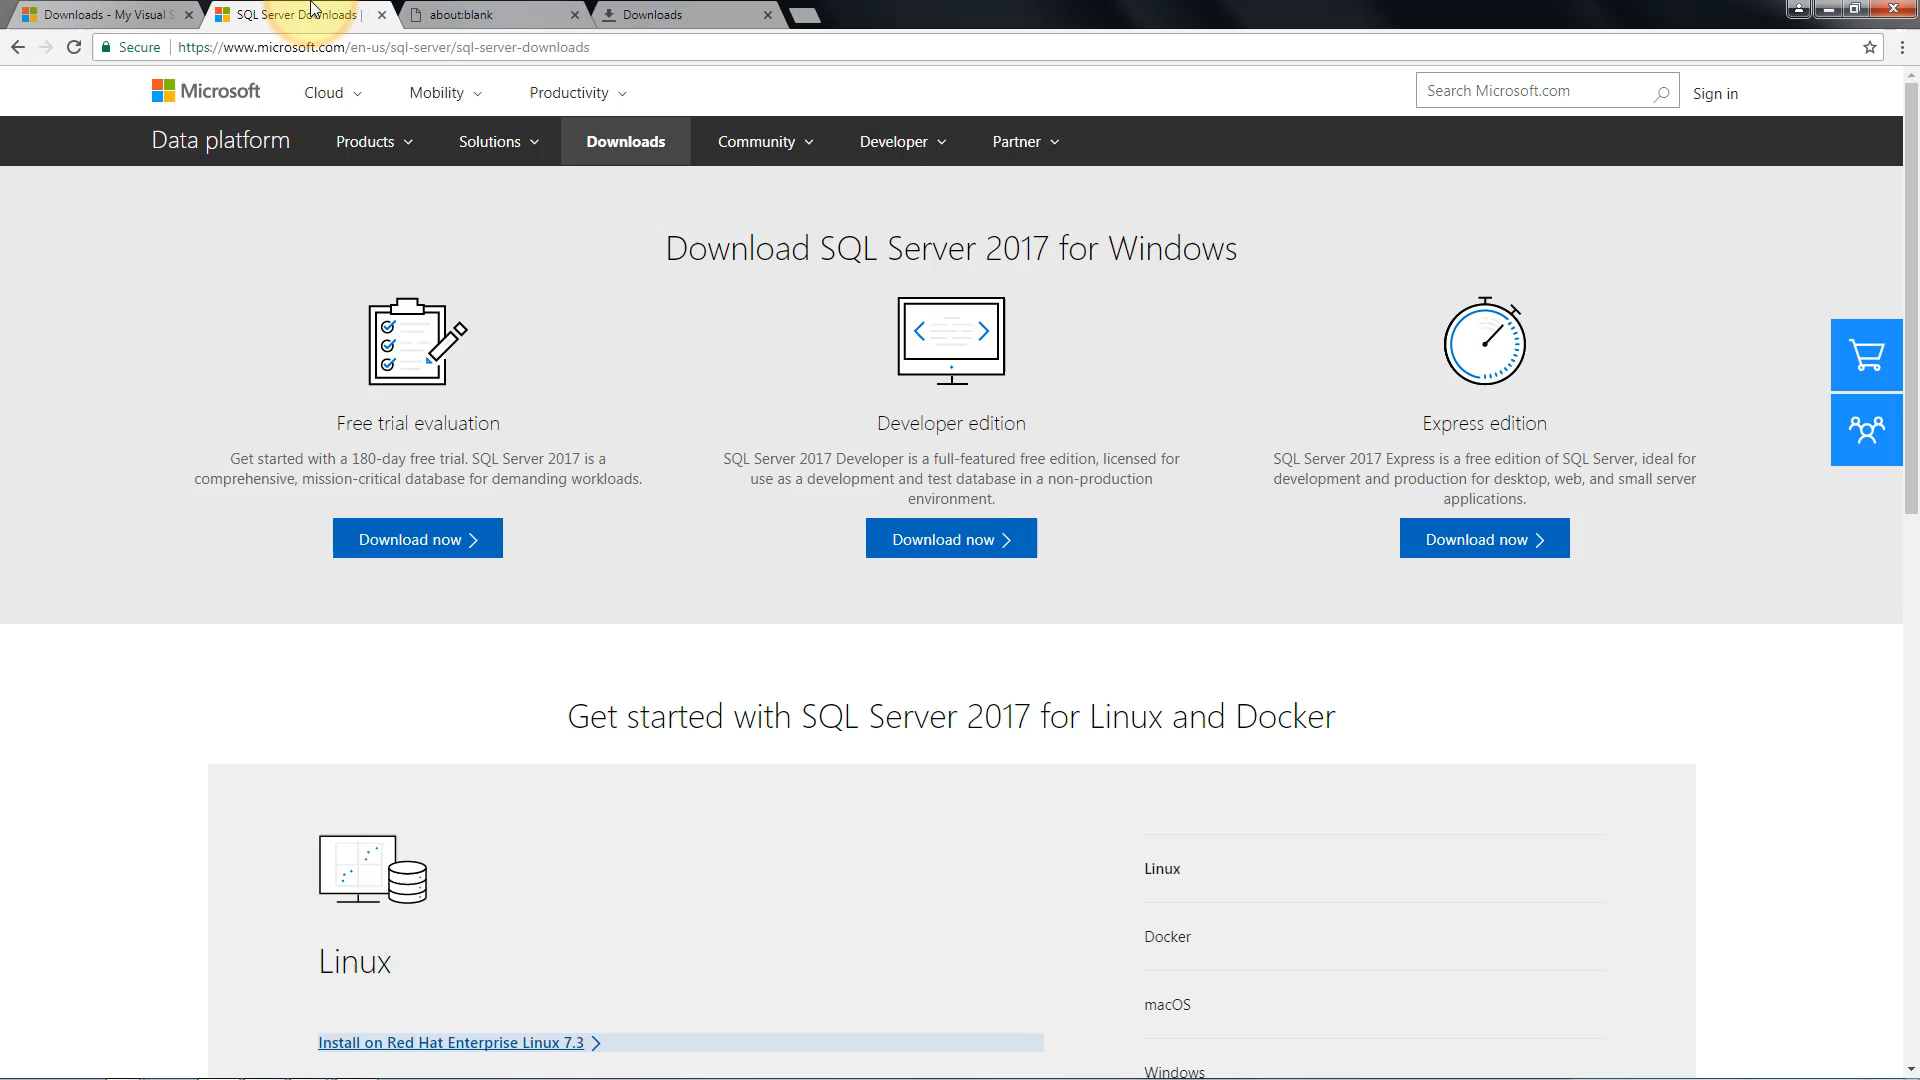 Downloads - My Visual S
SQL Server Downloads |
about:blank
Downloads
Secure
https://www.microsoft.com/en-us/sql-server/sql-server-downloads
Microsoft
Cloud
Mobility
Productivity
Search Microsoft.com
Sign in
Data platform
Products
Solutions
Downloads
Community
Developer
Partner
Download SQL Server 2017 for Windows
Free trial evaluation
Get started with a 180-day free trial. SQL Server 2017 is a
comprehensive, mission-critical database for demanding workloads.
Download now
Developer edition
SQL Server 2017 Developer is a full-featured free edition, licensed for
use as a development and test database in a non-production
environment.
Download now
Express edition
SQL Server 2017 Express is a free edition of SQL Server, ideal for
development and production for desktop, web, and small server
applications.
Download now
Get started with SQL Server 2017 for Linux and Docker
Linux
Install on Red Hat Enterprise Linux 7.3
Linux
Docker
macOS
Windows